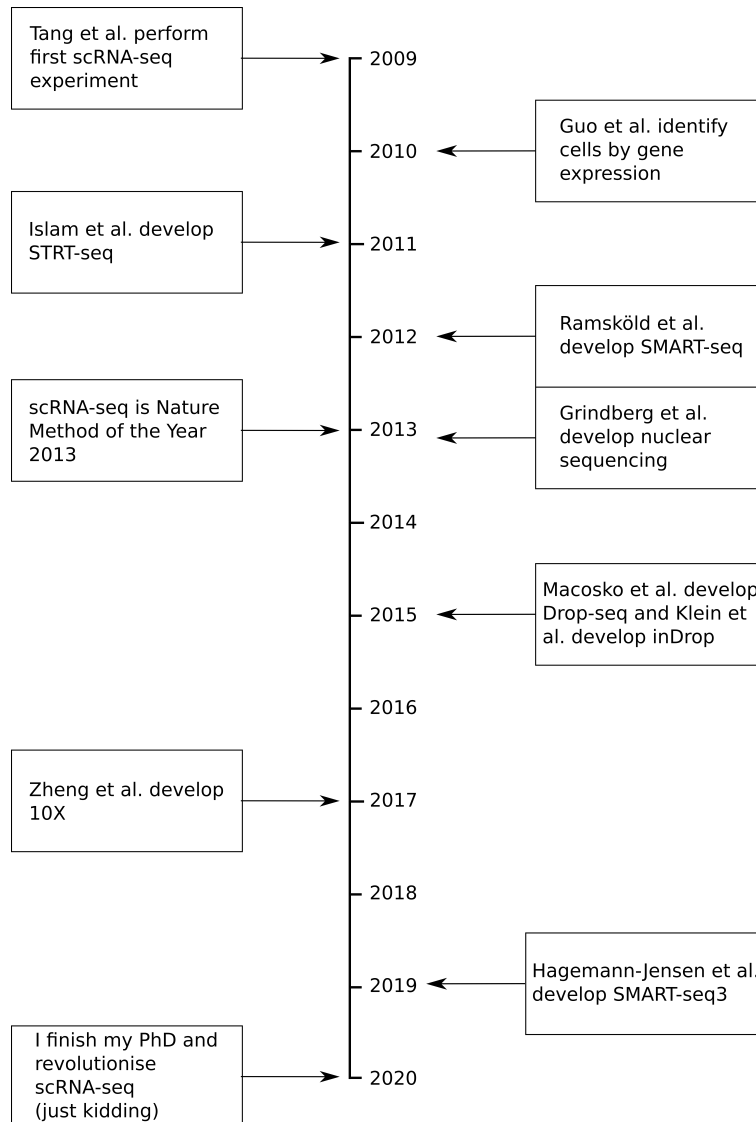 Tang et al. perform
first scRNA-seq
experiment
2009
Guo et al. identify
cells by gene
expression
2010
Islam et al. develop
STRT-seq
2011
Ramsköld et al.
develop SMART-seq
2012
scRNA-seq is Nature
Method of the Year
2013
2013
Grindberg et al.
develop nuclear
sequencing
2014
Macosko et al. develop
Drop-seq and Klein et
al. develop inDrop
2015
2016
Zheng et al. develop
10X
2017
2018
Hagemann-Jensen et al.
develop SMART-seq3
2019
I finish my PhD and
revolutionise
scRNA-seq
(just kidding)
2020